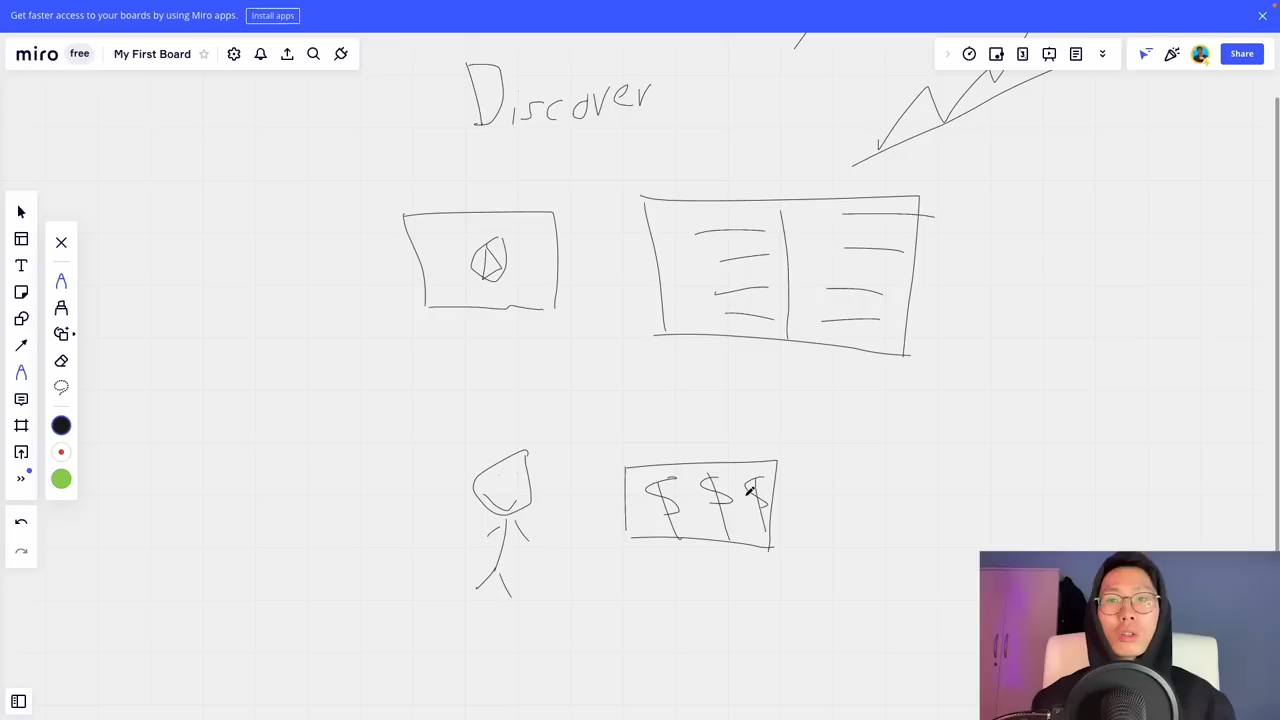 Get faster access to your boards by using Miro apps. Install apps
miro free My First Board
3
Share
Discover
$ $ $